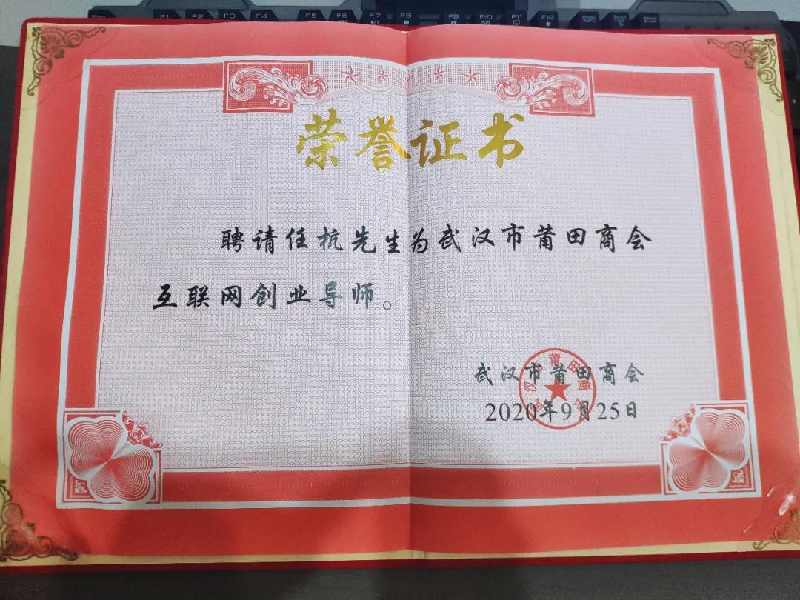 荣誉证书
聘请任杭先生为武汉市莆田商会
互联网创业导师。
武汉市莆田商会
2020年9月25日